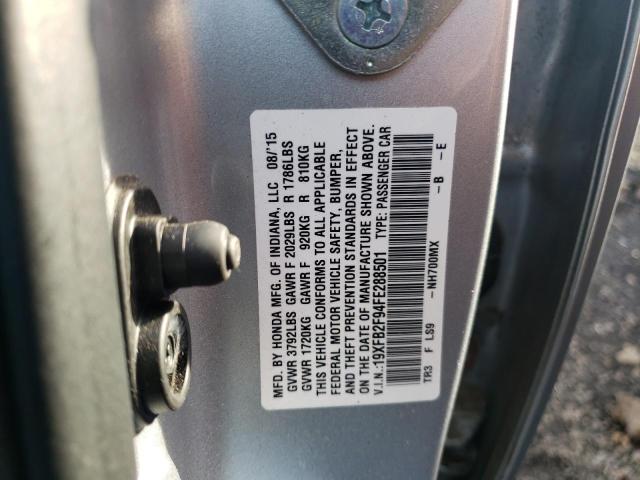 MFD. BY HONDA MFG. OF INDIANA, LLC 08/'15
GVWR 3792LBS GAWR F 2029LBS R 1786LBS
GVWR 1720KG GAWR F 920KG R 810KG
THIS VEHICLE CONFORMS TO ALL APPLICABLE
FEDERAL MOTOR VEHICLE SAFETY, BUMPER,
AND THEFT PREVENTION STANDARDS IN EFFECT
ON THE DATE OF MANUFACTURE SHOWN ABOVE.
V.I.N.:19XFB2F94FE288501 TYPE: PASSENGER CAR
TR3 F LS9 -NH700MX -B -E